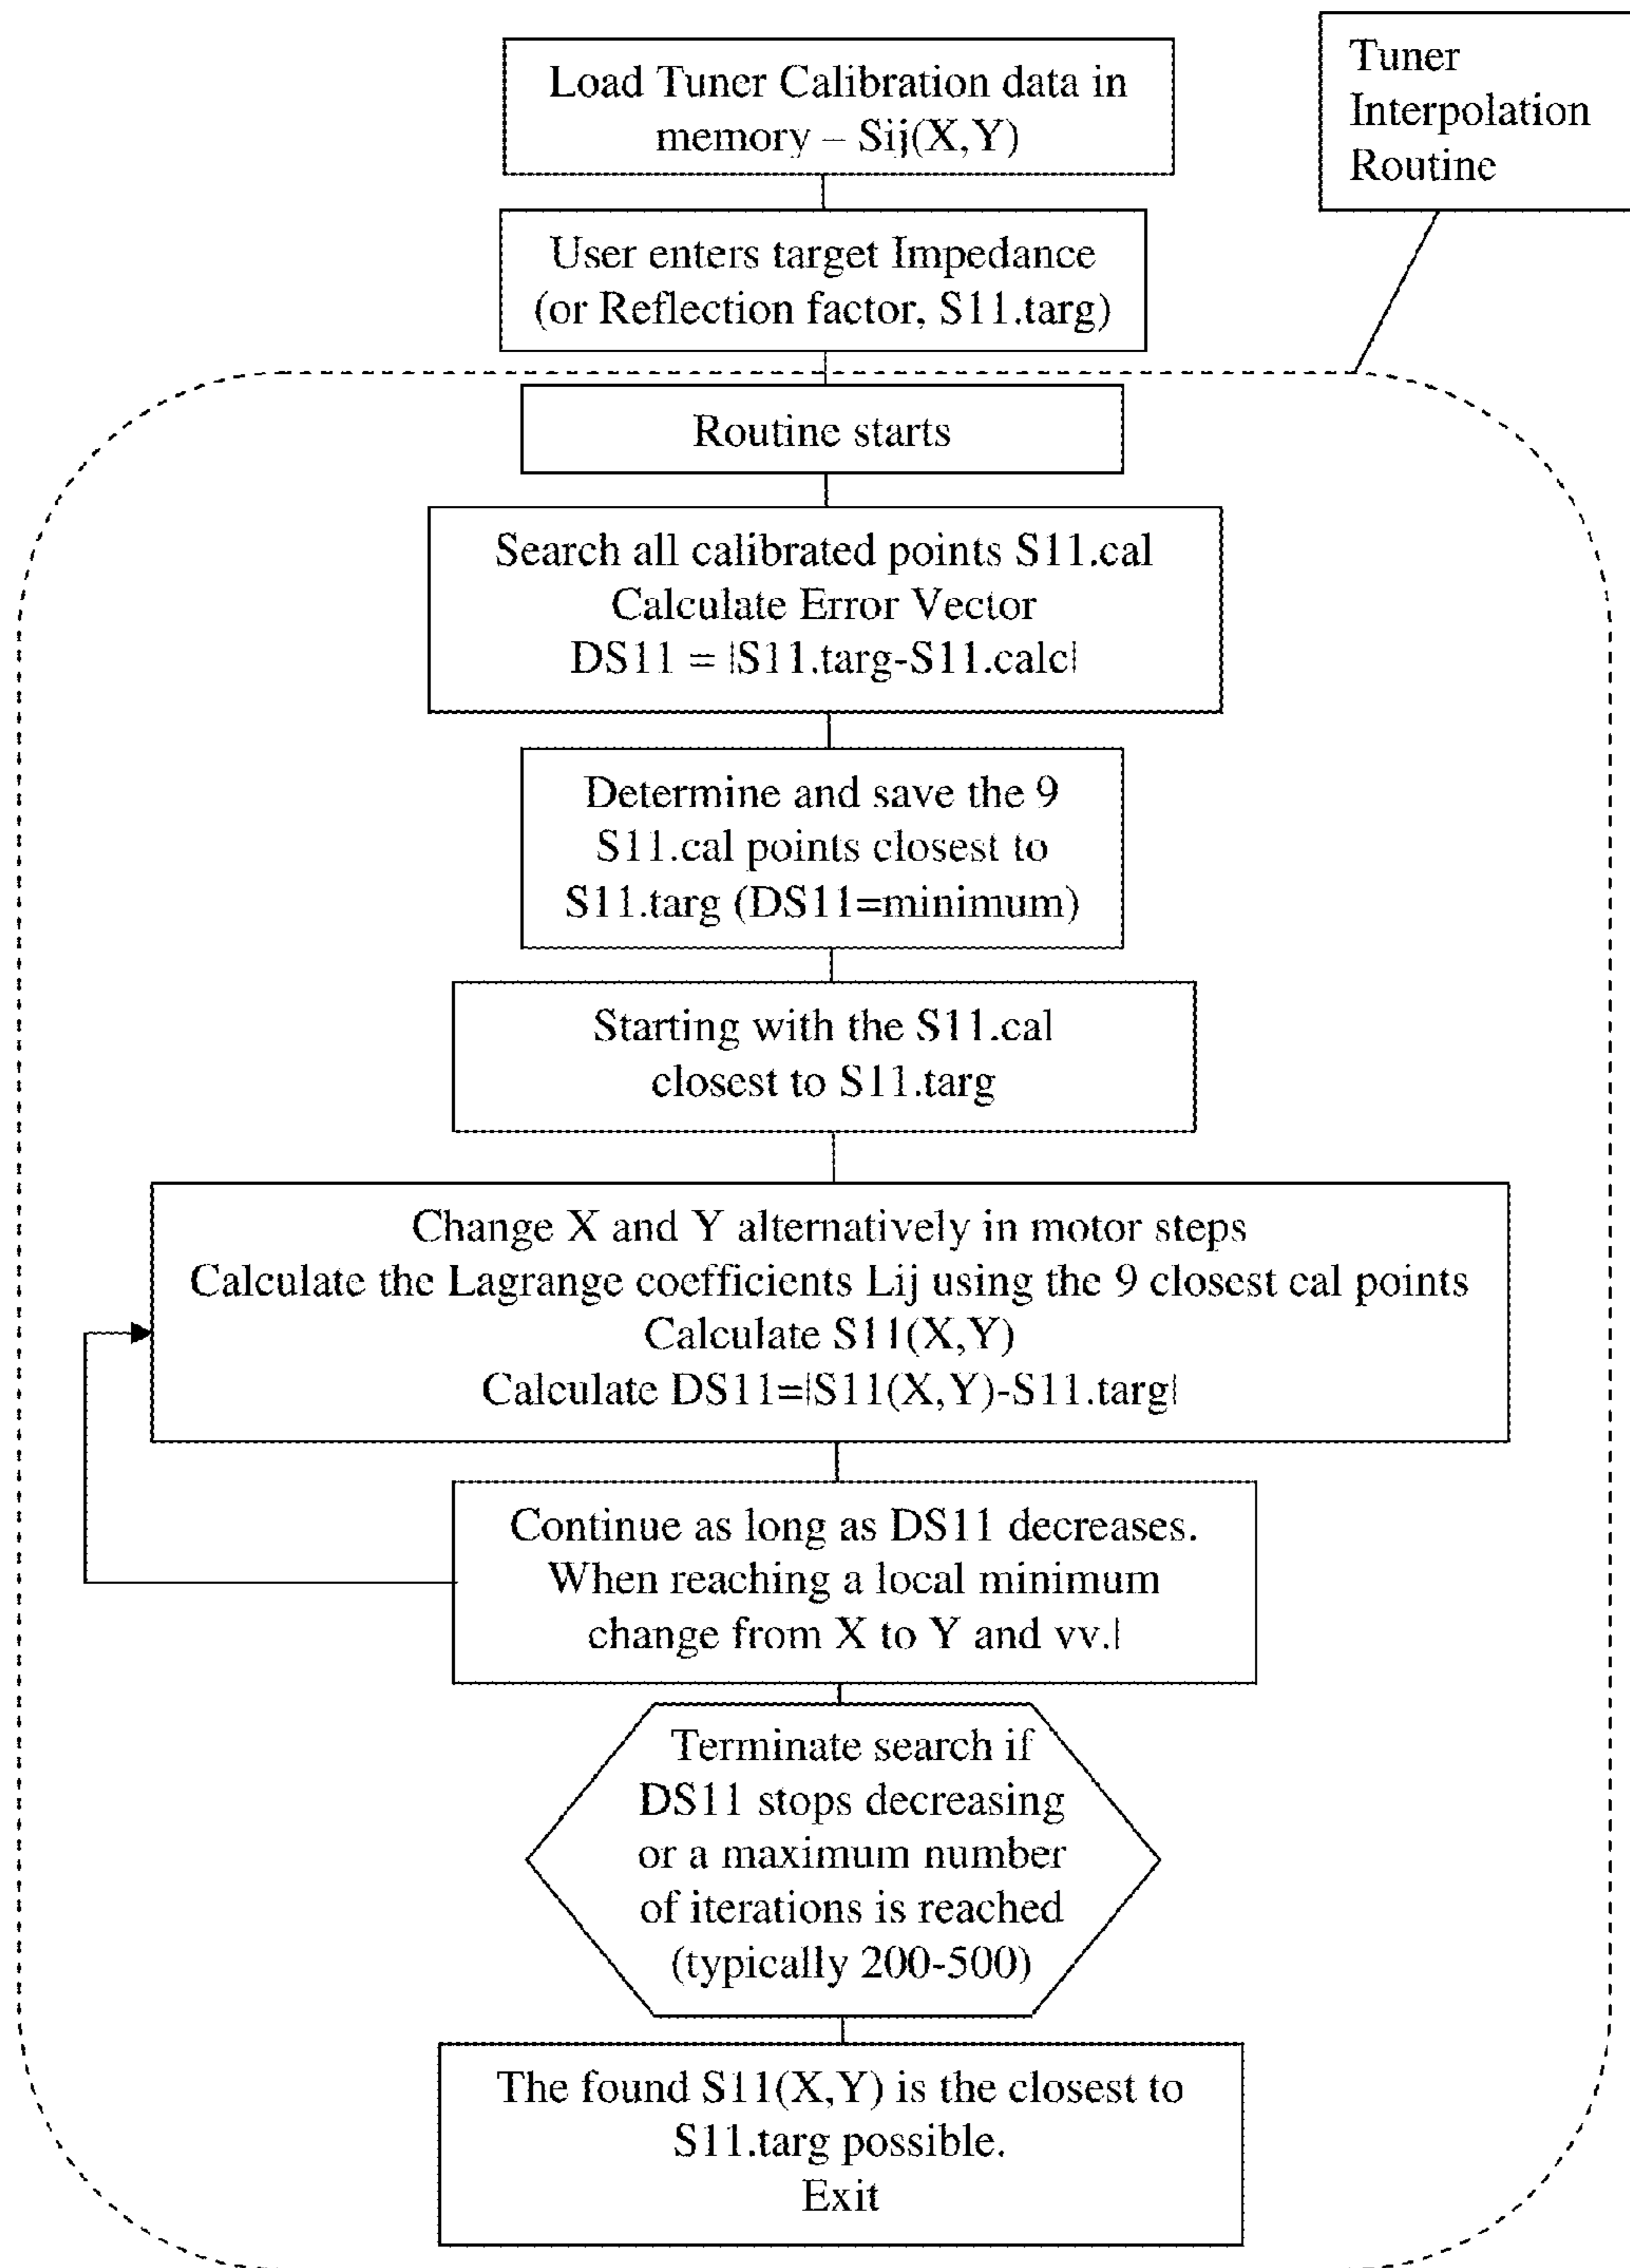 Load Tuner Calibration data in
memory – Sij(X,Y)
Tuner
Interpolation
Routine
User enters target Impedance
(or Reflection factor, S11.targ)
Routine starts
Search all calibrated points S11.cal
Calculate Error Vector
DS11 = |S11.targ-S11.calc|
Determine and save the 9
S11.cal points closest to
S11.targ (DS11=minimum)
Starting with the S11.cal
closest to S11.targ
Change X and Y alternatively in motor steps
Calculate the Lagrange coefficients Lij using the 9 closest cal points
Calculate S11(X,Y)
Calculate DS11=|S11(X,Y)-S11.targ|
Continue as long as DS11 decreases.
When reaching a local minimum
change from X to Y and vv.|
Terminate search if
DS11 stops decreasing
or a maximum number
of iterations is reached
(typically 200-500)
The found S11(X,Y) is the closest to
S11.targ possible.
Exit